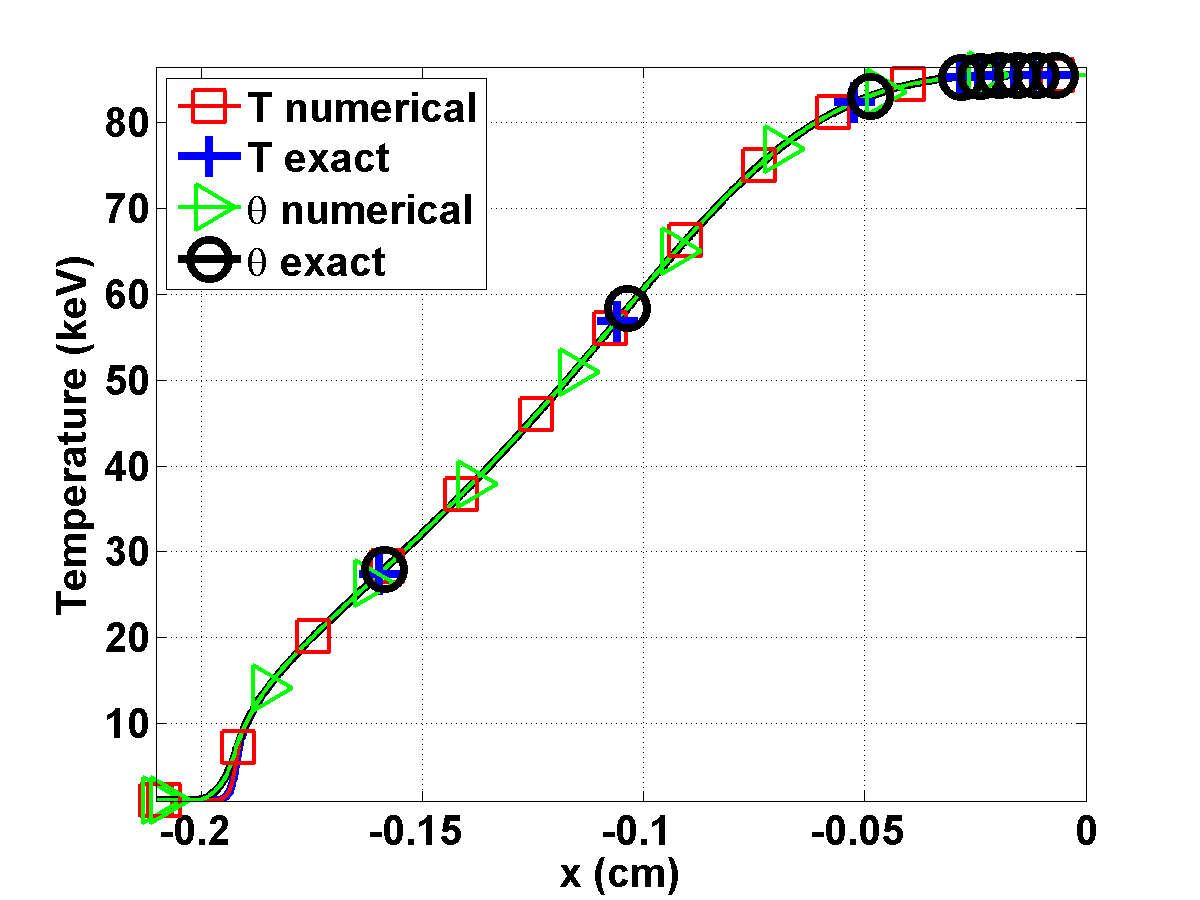 T numerical
T exact
θ numerical
θ exact
80
70
60
50
40
30
20
10
Temperature (keV)
-0.2
-0.15
-0.1
-0.05
0
x (cm)